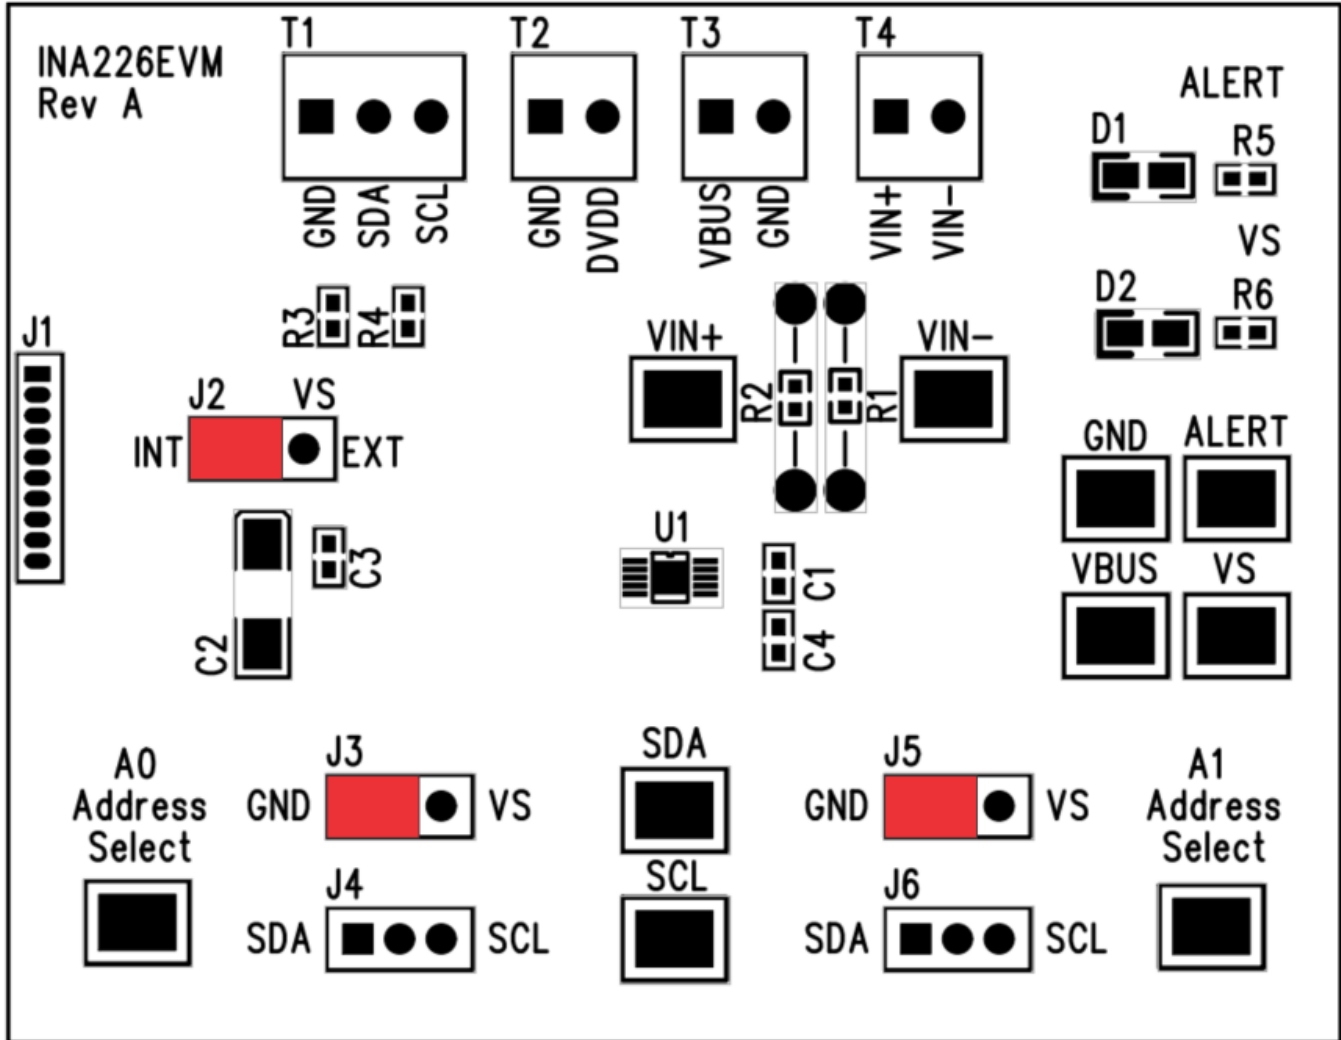 T1
T2
T3
T4
INA226EVM
Rev A
ALERT
D1
R5
GND
SDA
SCL
GND
DVDD
VBUS
GND
VIN+
VIN-
VS
D2
R6
R3
R4
J1
VIN+
VIN-
R2
R1
J2
VS
INT
EXT
GND
ALERT
U1
C3
C1
VBUS
VS
C2
C4
A0
Address
Select
J3
GND
VS
SDA
J5
GND
VS
A1
Address
Select
J4
SDA
SCL
SCL
J6
SDA
SCL